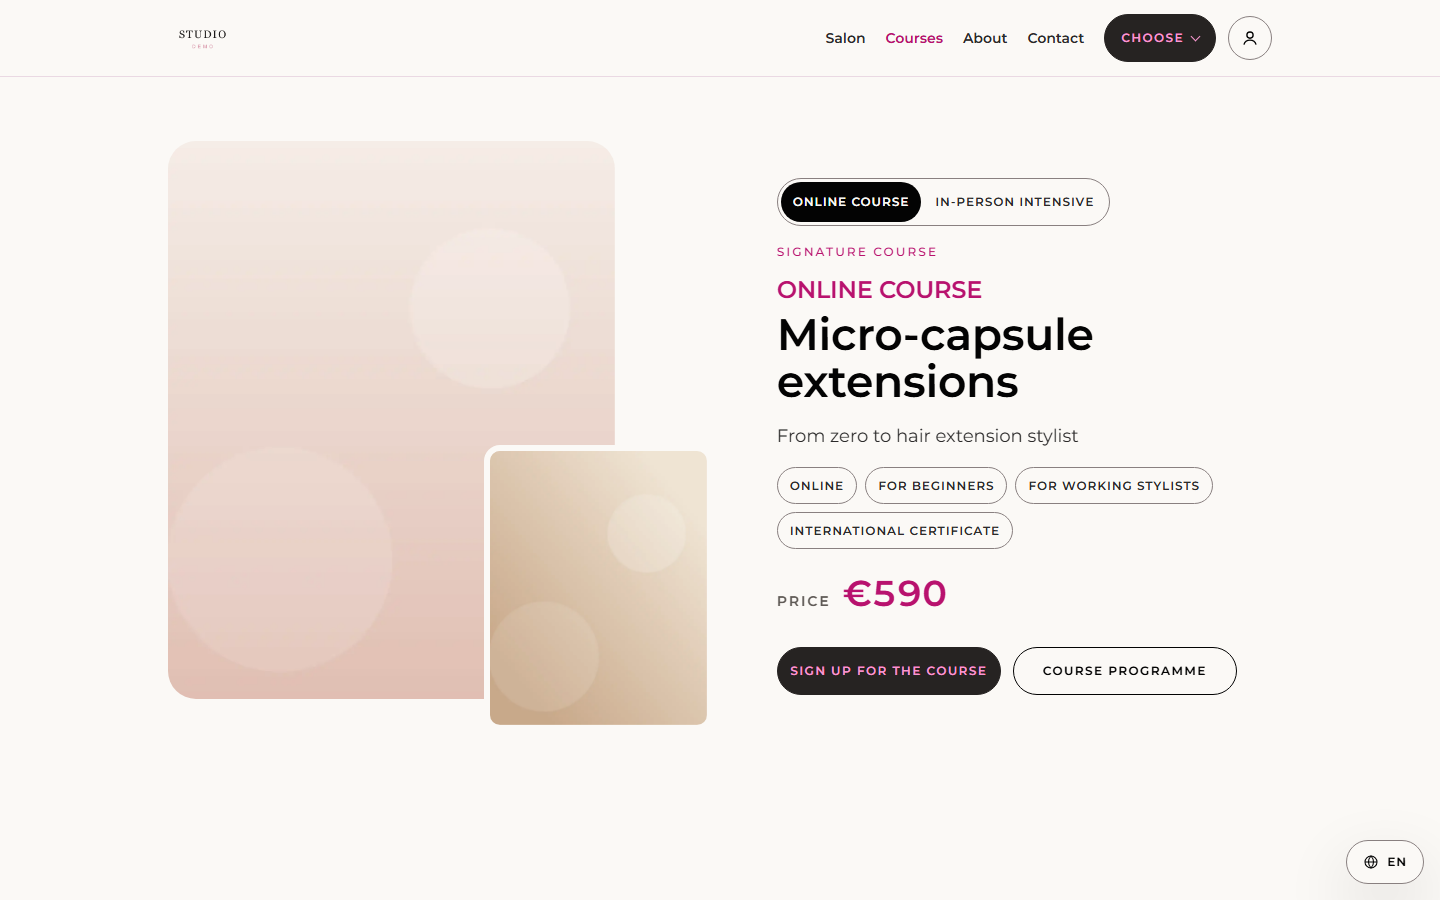 STUDIO
DEMO
Salon Courses About Contact CHOOSE
ONLINE COURSE IN-PERSON INTENSIVE
SIGNATURE COURSE
ONLINE COURSE
Micro-capsule
extensions
From zero to hair extension stylist
ONLINE FOR BEGINNERS FOR WORKING STYLISTS
INTERNATIONAL CERTIFICATE
PRICE €590
SIGN UP FOR THE COURSE COURSE PROGRAMME
EN